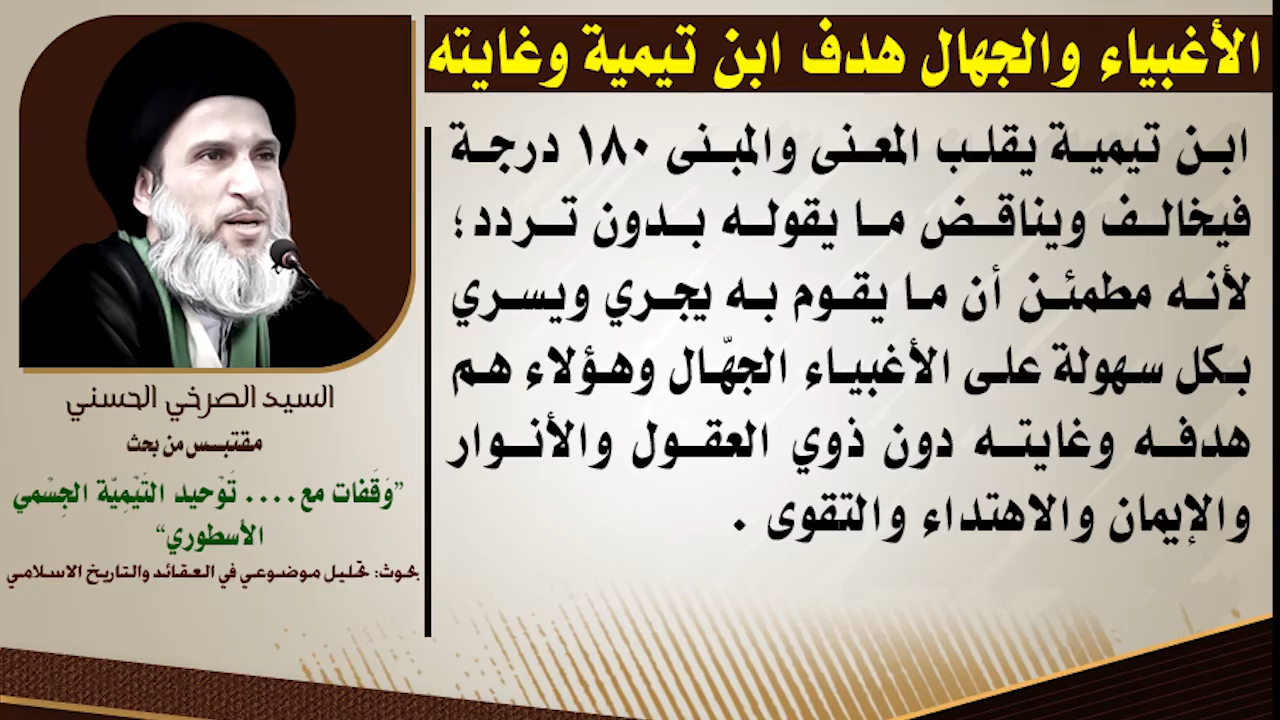 الأغبياء والجهال هدف ابن تيمية وغايته
ابن تيمية يقلب المعنى والمبنى ١٨٠ درجة
فيخالف ويناقض ما يقوله بدون تردد؛
لأنه مطمئن أن ما يقوم به يجري ويسري
بكل سهولة على الأغبياء الجهّال وهؤلاء هم
هدفه وغايته دون ذوي العقول والأنوار
والإيمان والاهتداء والتقوى .
السيد الصرخي الحسني
مقتبس من بحث
”وَقَفات مع.... تَوْحيد التَيْمِيّة الجِسْمي
الأسطوري“
بحوث: تحليل موضوعي في العقائد والتاريخ الاسلامي